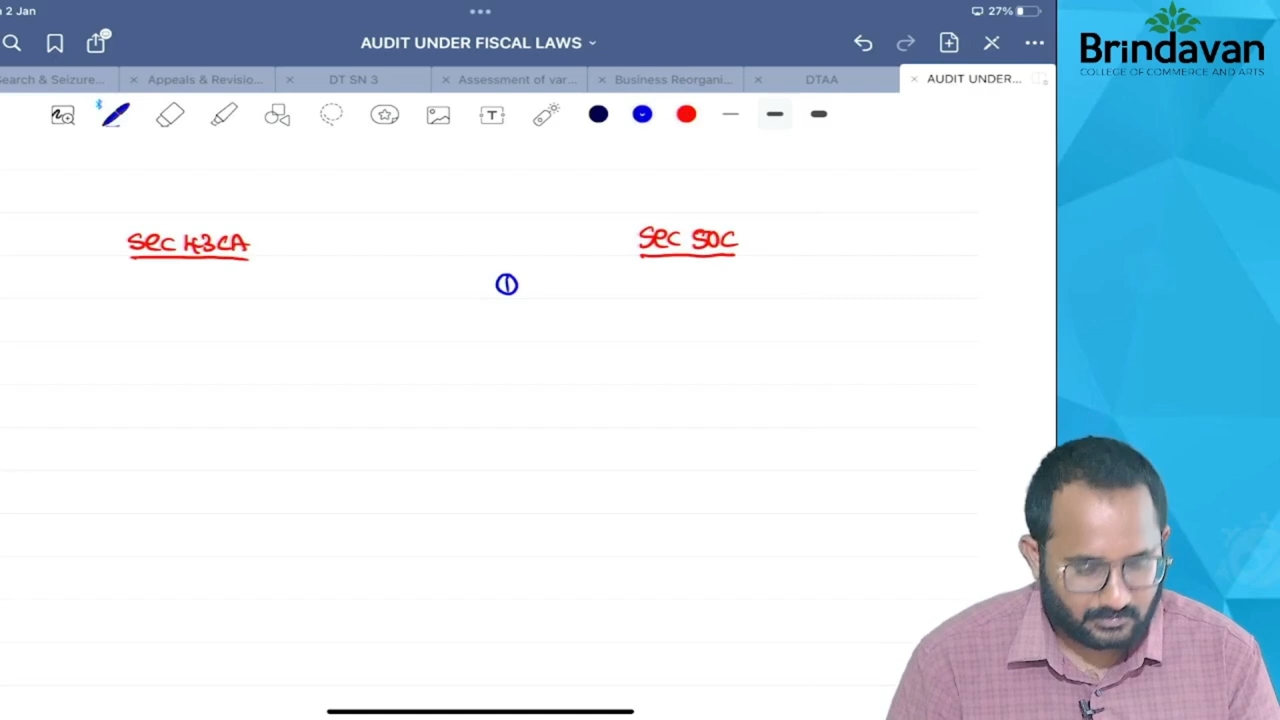 2 Jan
27%
AUDIT UNDER FISCAL LAWS
Brindavan
COLLEGE OF COMMERCE AND ARTS
earch & Seizure...
Appeals & Revisio...
DT SN 3
Assessment of var...
Business Reorgani...
DTAA
AUDIT UNDER...
T
Sec 43CA
Sec 50C
①